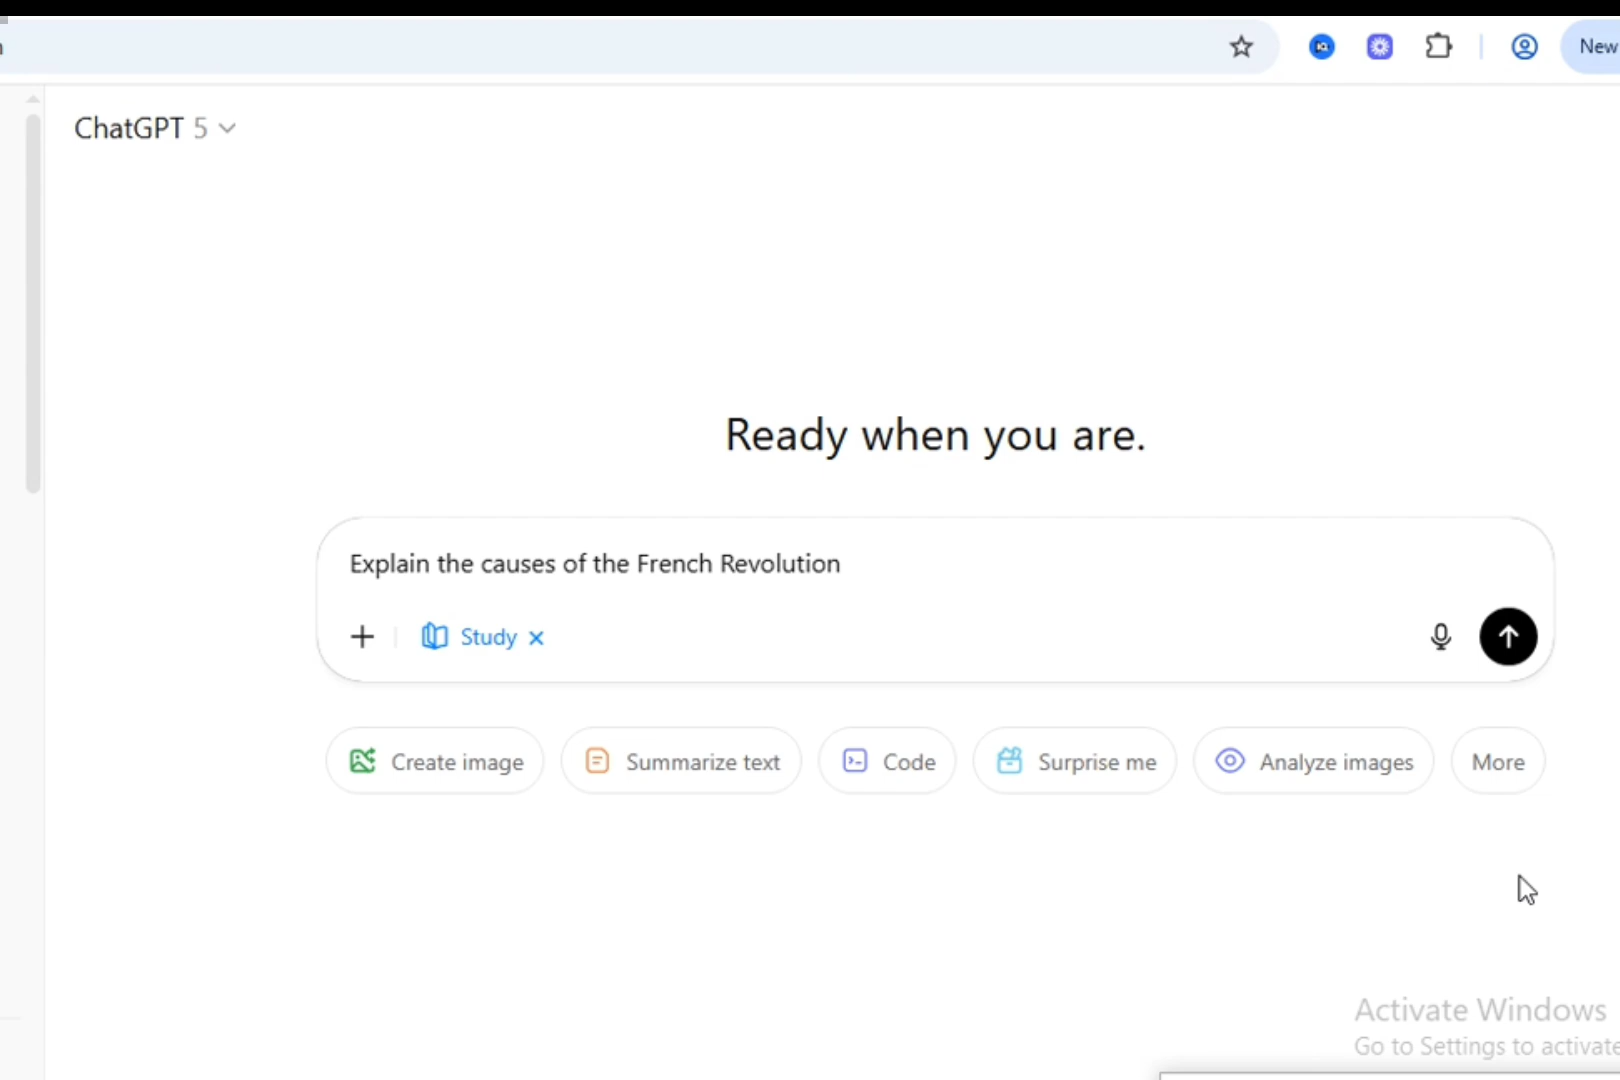 New
ChatGPT 5
Ready when you are.
Explain the causes of the French Revolution
Study
Create image
Summarize text
Code
Surprise me
Analyze images
More
Activate Windows
Go to Settings to activate